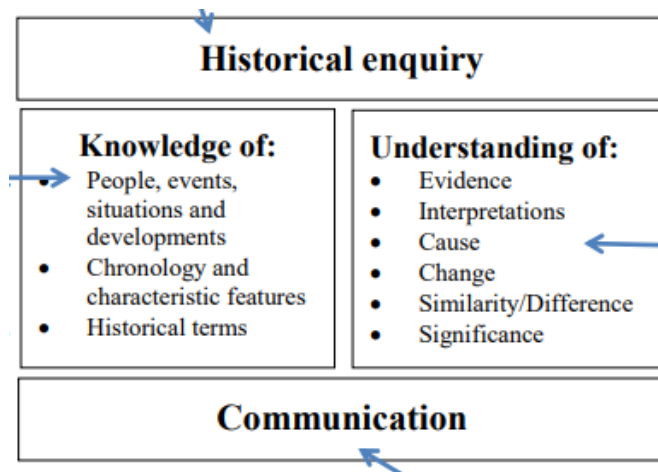 Historical enquiry
Knowledge of:
People, events,
situations and
developments
• Chronology and
characteristic features
• Historical terms
Understanding of:
• Evidence
• Interpretations
• Cause
• Change
• Similarity/Difference
• Significance
Communication